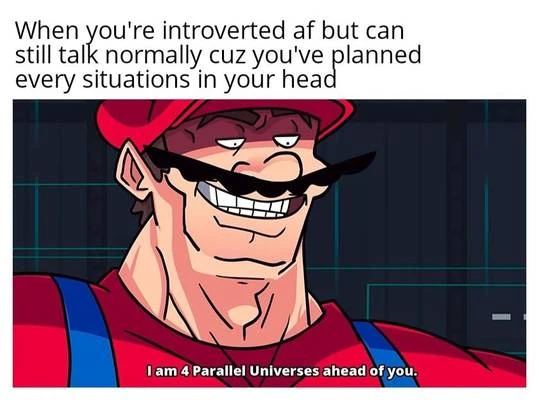 When you're introverted af but can
still talk normally cuz you've planned
every situations in your head
I am 4 Parallel Universes ahead of you.